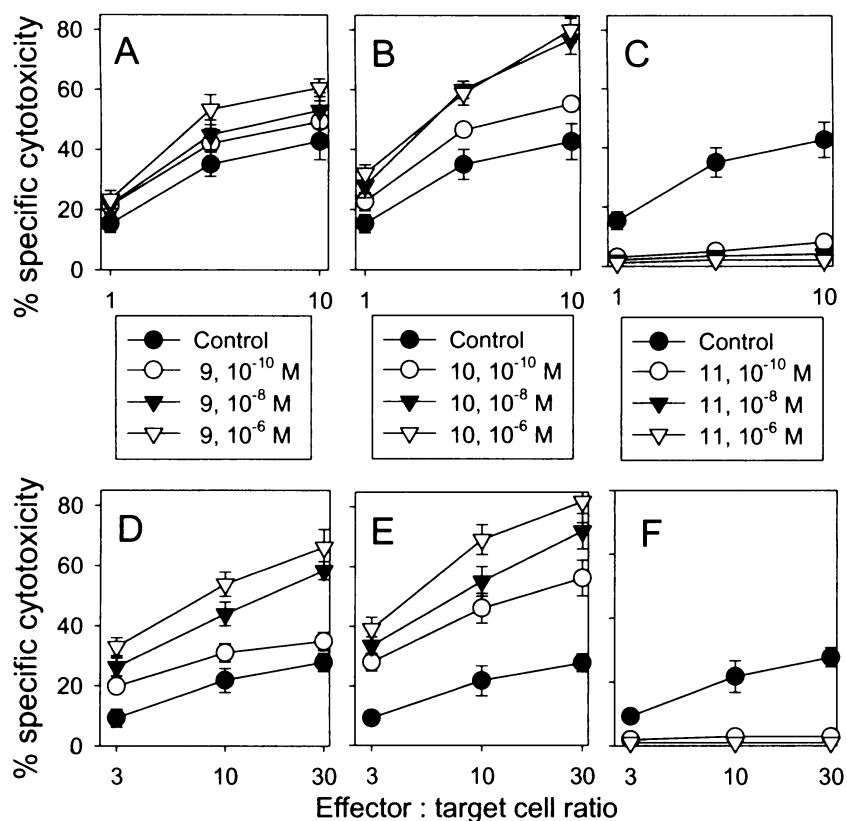 % specific cytotoxicity
80
60
40
20
0
A
B
C
1
10
1
10
1
10
Control
9, 10⁻¹⁰ M
9, 10⁻⁸ M
9, 10⁻⁶ M
Control
10, 10⁻¹⁰ M
10, 10⁻⁸ M
10, 10⁻⁶ M
Control
11, 10⁻¹⁰ M
11, 10⁻⁸ M
11, 10⁻⁶ M
% specific cytotoxicity
80
60
40
20
0
D
E
F
3
10
30
3
10
30
3
10
30
Effector : target cell ratio